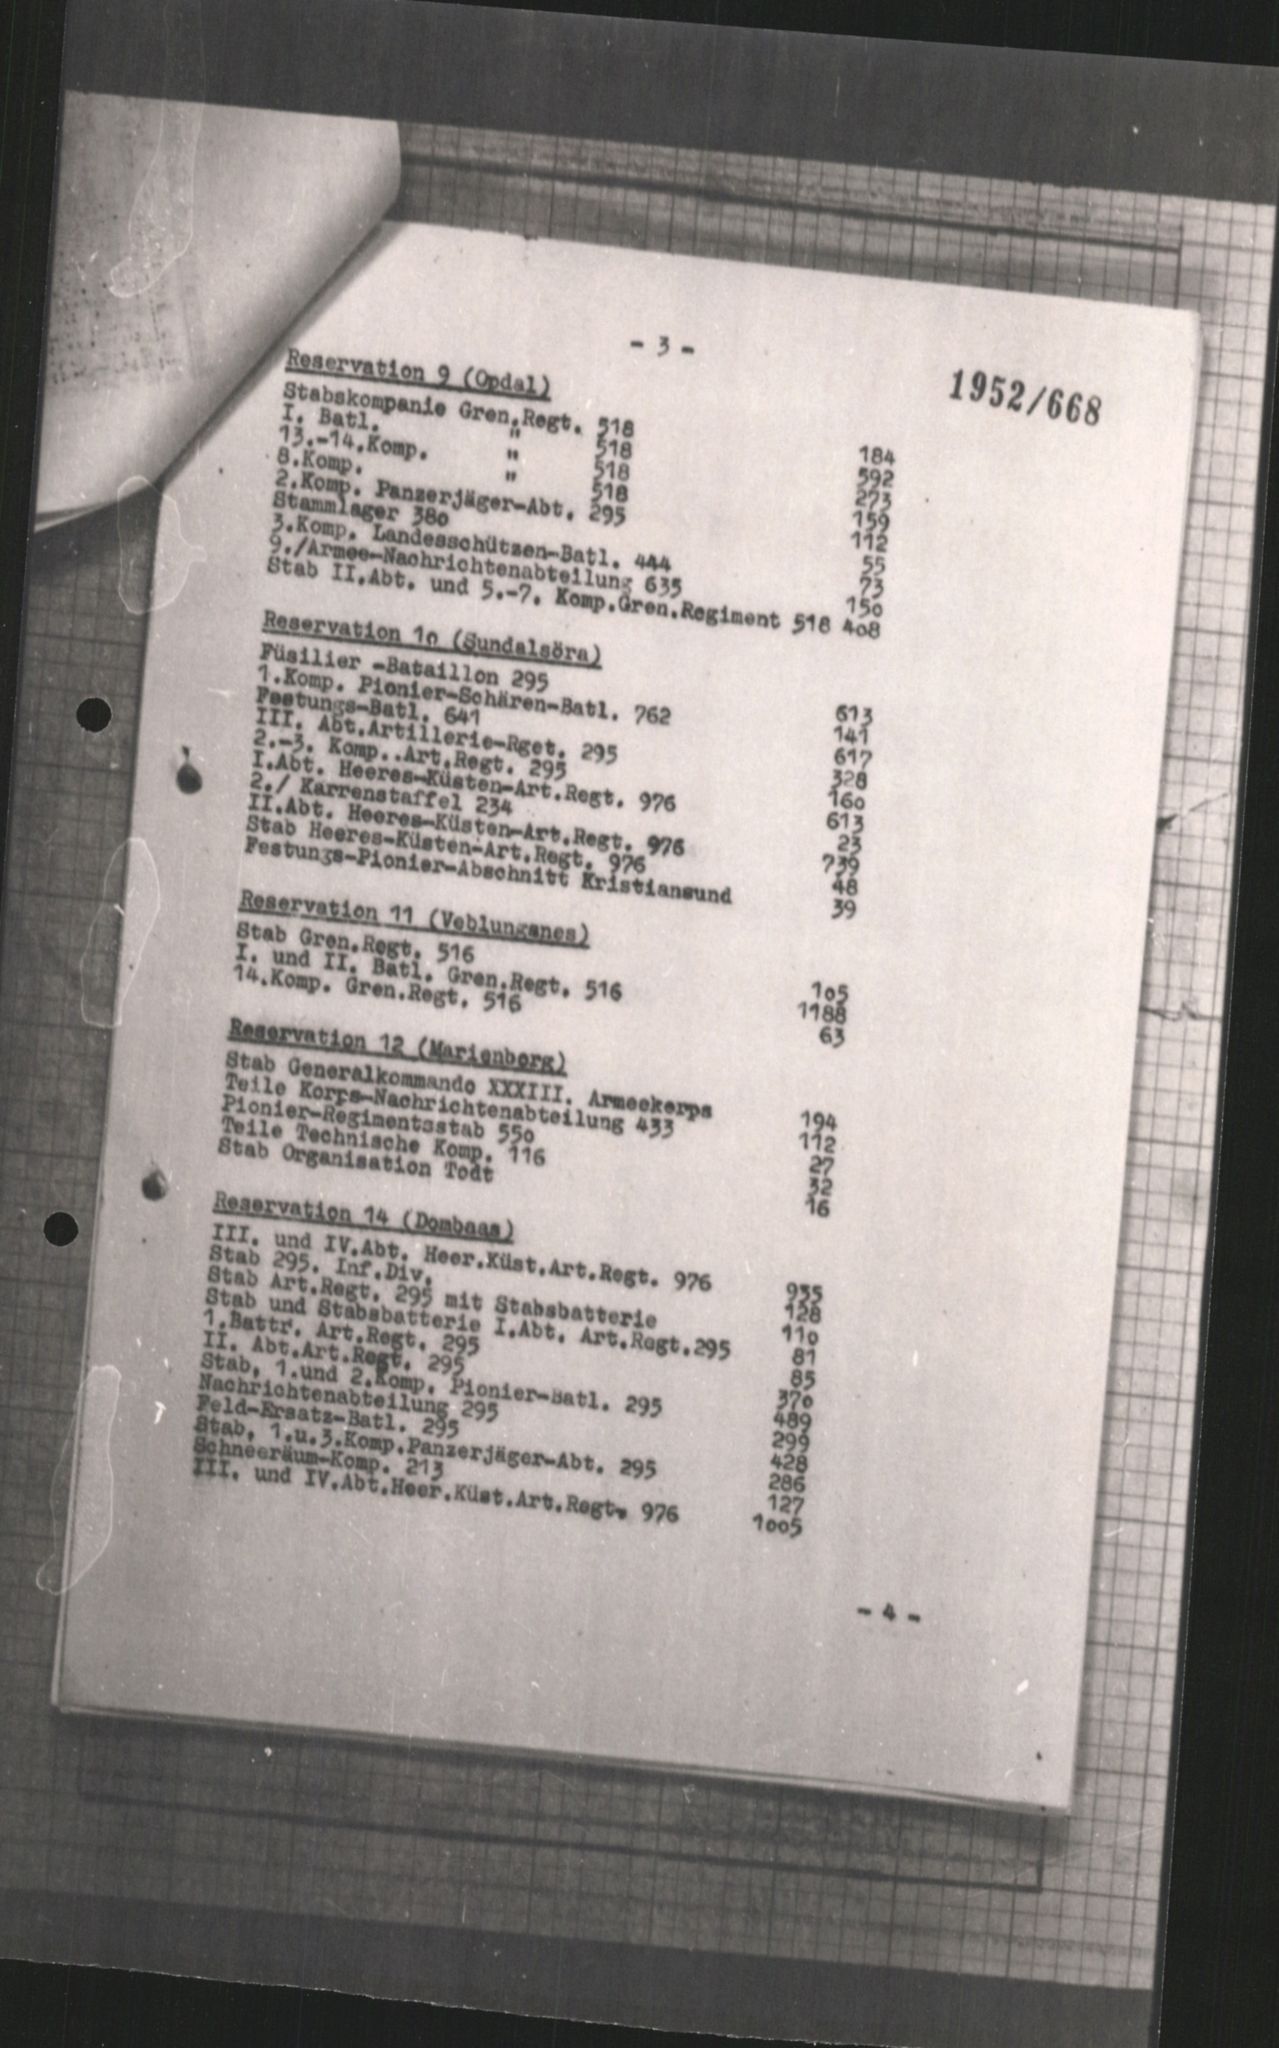 - 3 -
1952/668
Reservation 9 (Opdal)
Stabskompanie Gren.Regt. 518 184
I. Batl. " 518 592
13.-14.Komp. " 518 273
8.Komp. " 518 159
2.Komp. Panzerjäger-Abt. 295 112
Stammlager 38o 55
3.Komp. Landesschützen-Batl. 444 73
9./Armee-Nachrichtenabteilung 635 15o
Stab II.Abt. und 5.-7. Komp.Gren.Regiment 518 4o8
Reservation 1o (Sundalsöra)
Füsilier -Bataillon 295 613
1.Komp. Pionier-Schären-Batl. 762 141
Festungs-Batl. 641 617
III. Abt.Artillerie-Rget. 295 328
2.-3. Komp..Art.Regt. 295 16o
I.Abt. Heeres-Küsten-Art.Regt. 976 613
2./ Karrenstaffel 234 23
II.Abt. Heeres-Küsten-Art.Regt. 976 739
Stab Heeres-Küsten-Art.Regt. 976 48
Festungs-Pionier-Abschnitt Kristiansund 39
Reservation 11 (Veblungsnes)
Stab Gren.Regt. 516 1o5
I. und II. Batl. Gren.Regt. 516 1188
14.Komp. Gren.Regt. 516 63
Reservation 12 (Marienborg)
Stab Generalkommando XXXIII. Armeekorps 194
Teile Korps-Nachrichtenabteilung 433 112
Pionier-Regimentsstab 55o 27
Teile Technische Komp. 116 32
Stab Organisation Todt 16
Reservation 14 (Dombaas)
III. und IV.Abt. Heer.Küst.Art.Regt. 976 935
Stab 295. Inf.Div. 128
Stab Art.Regt. 295 mit Stabsbatterie 11o
Stab und Stabsbatterie I.Abt. Art.Regt.295 81
1.Battr. Art.Regt. 295 85
II. Abt.Art.Regt. 295 37o
Stab, 1.und 2.Komp. Pionier-Batl. 295 489
Nachrichtenabteilung 295 299
Feld-Ersatz-Batl. 295 428
Stab, 1.u.3.Komp.Panzerjäger-Abt. 295 286
Schneeräum-Komp. 213 127
III. und IV.Abt.Heer.Küst.Art.Regt. 976 1oo5
- 4 -